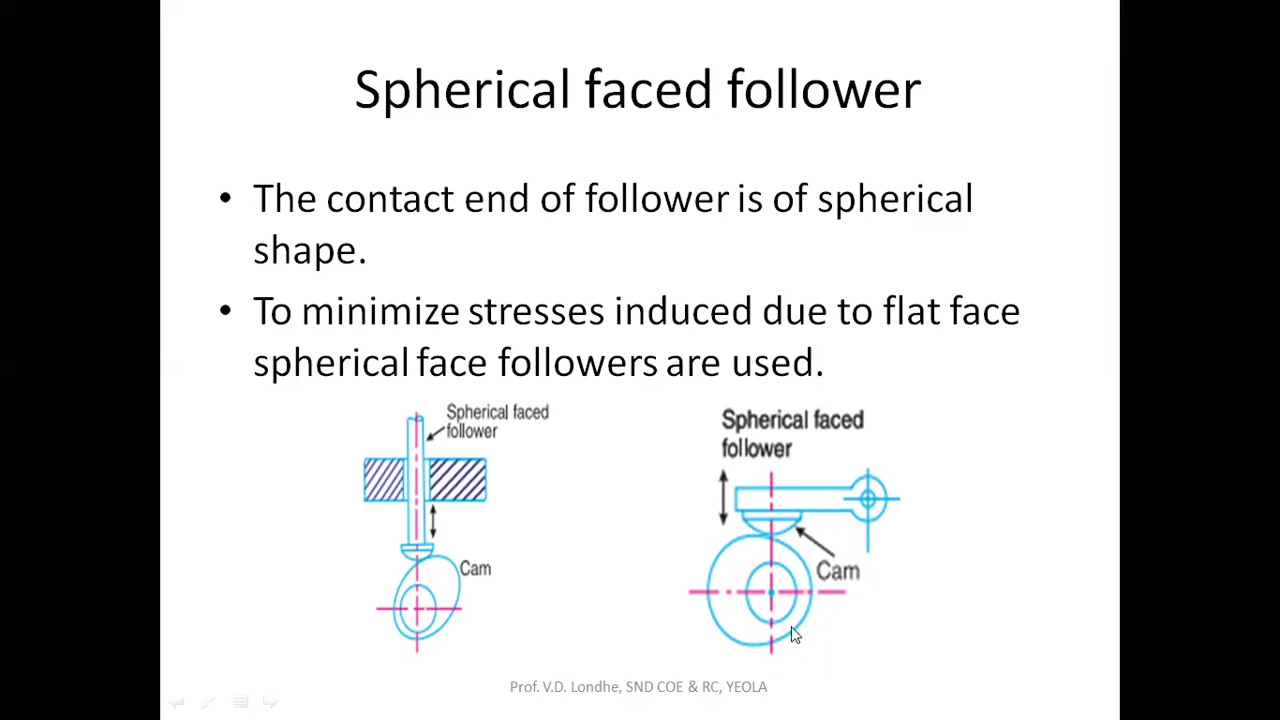 Spherical faced follower
• The contact end of follower is of spherical
shape.
• To minimize stresses induced due to flat face
spherical face followers are used.
Spherical faced
follower
Cam
Spherical faced
follower
Cam
Prof. V.D. Londhe, SND COE & RC, YEOLA